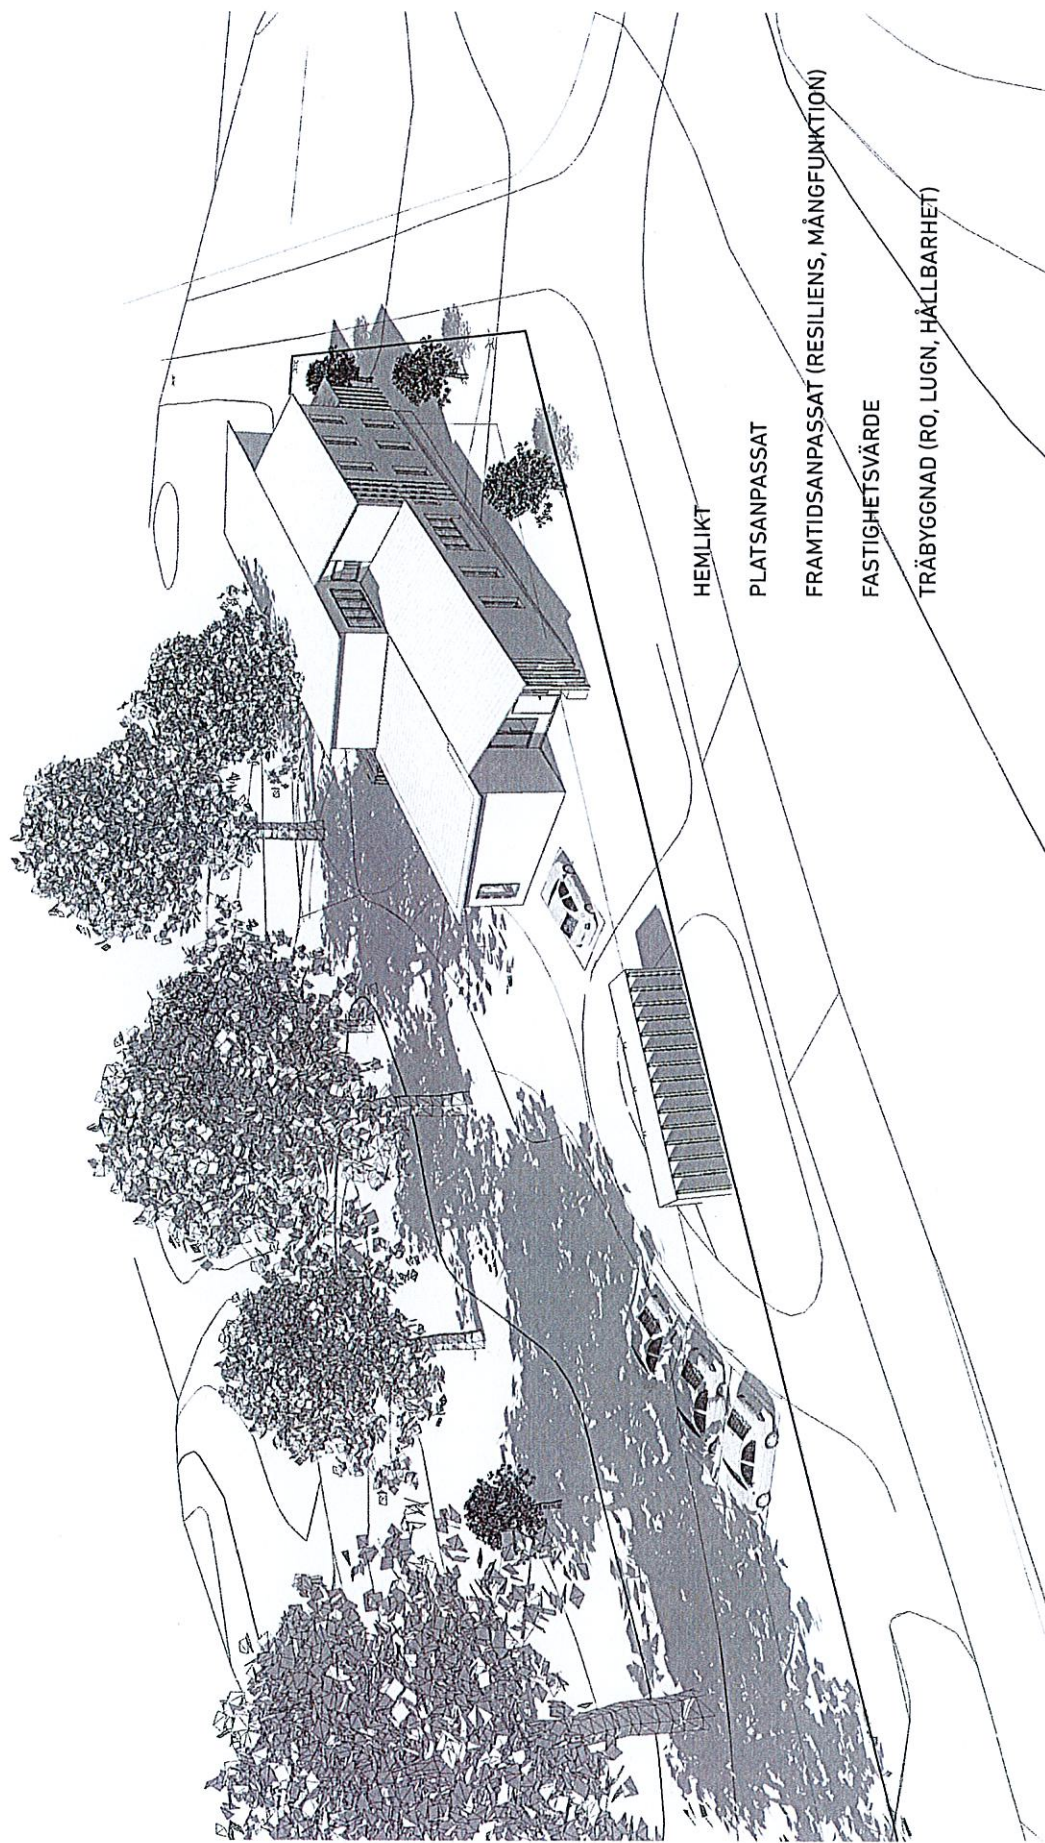 HEMLIKT
PLATSANPASSAT
FRAMTIDSANPASSAT (RESILIENS, MÅNGFUNKTION)
FASTIGHETSVÄRDE
TRÄBYGGNAD (RO, LUGN, HÅLLBARHET)